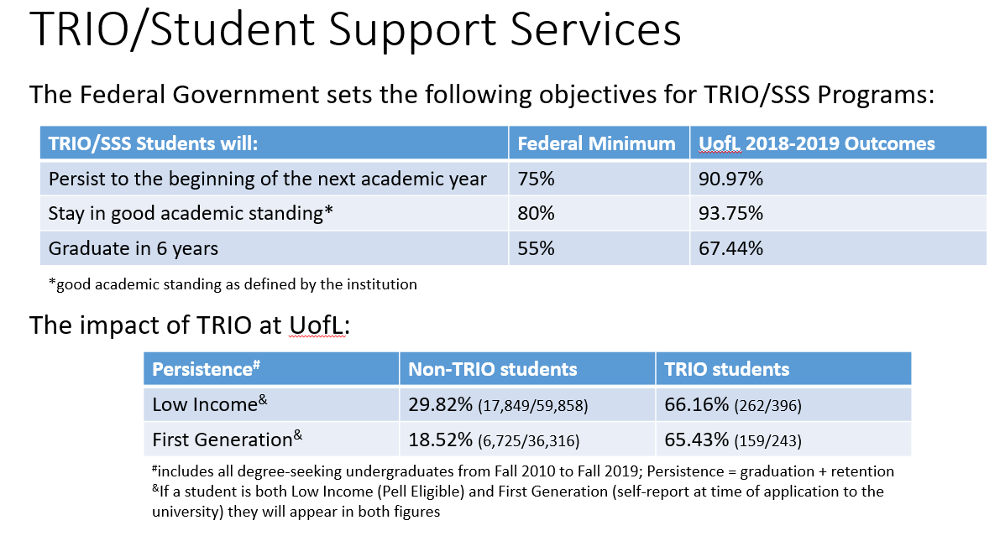 TRIO/Student Support Services
The Federal Government sets the following objectives for TRIO/SSS Programs:
TRIO/SSS Students will: Federal Minimum UofL 2018-2019 Outcomes
Persist to the beginning of the next academic year 75% 90.97%
Stay in good academic standing* 80% 93.75%
Graduate in 6 years 55% 67.44%
*good academic standing as defined by the institution
The impact of TRIO at UofL:
Persistence# Non-TRIO students TRIO students
Low Income& 29.82% (17,849/59,858) 66.16% (262/396)
First Generation& 18.52% (6,725/36,316) 65.43% (159/243)
#includes all degree-seeking undergraduates from Fall 2010 to Fall 2019; Persistence = graduation + retention
&If a student is both Low Income (Pell Eligible) and First Generation (self-report at time of application to the
university) they will appear in both figures